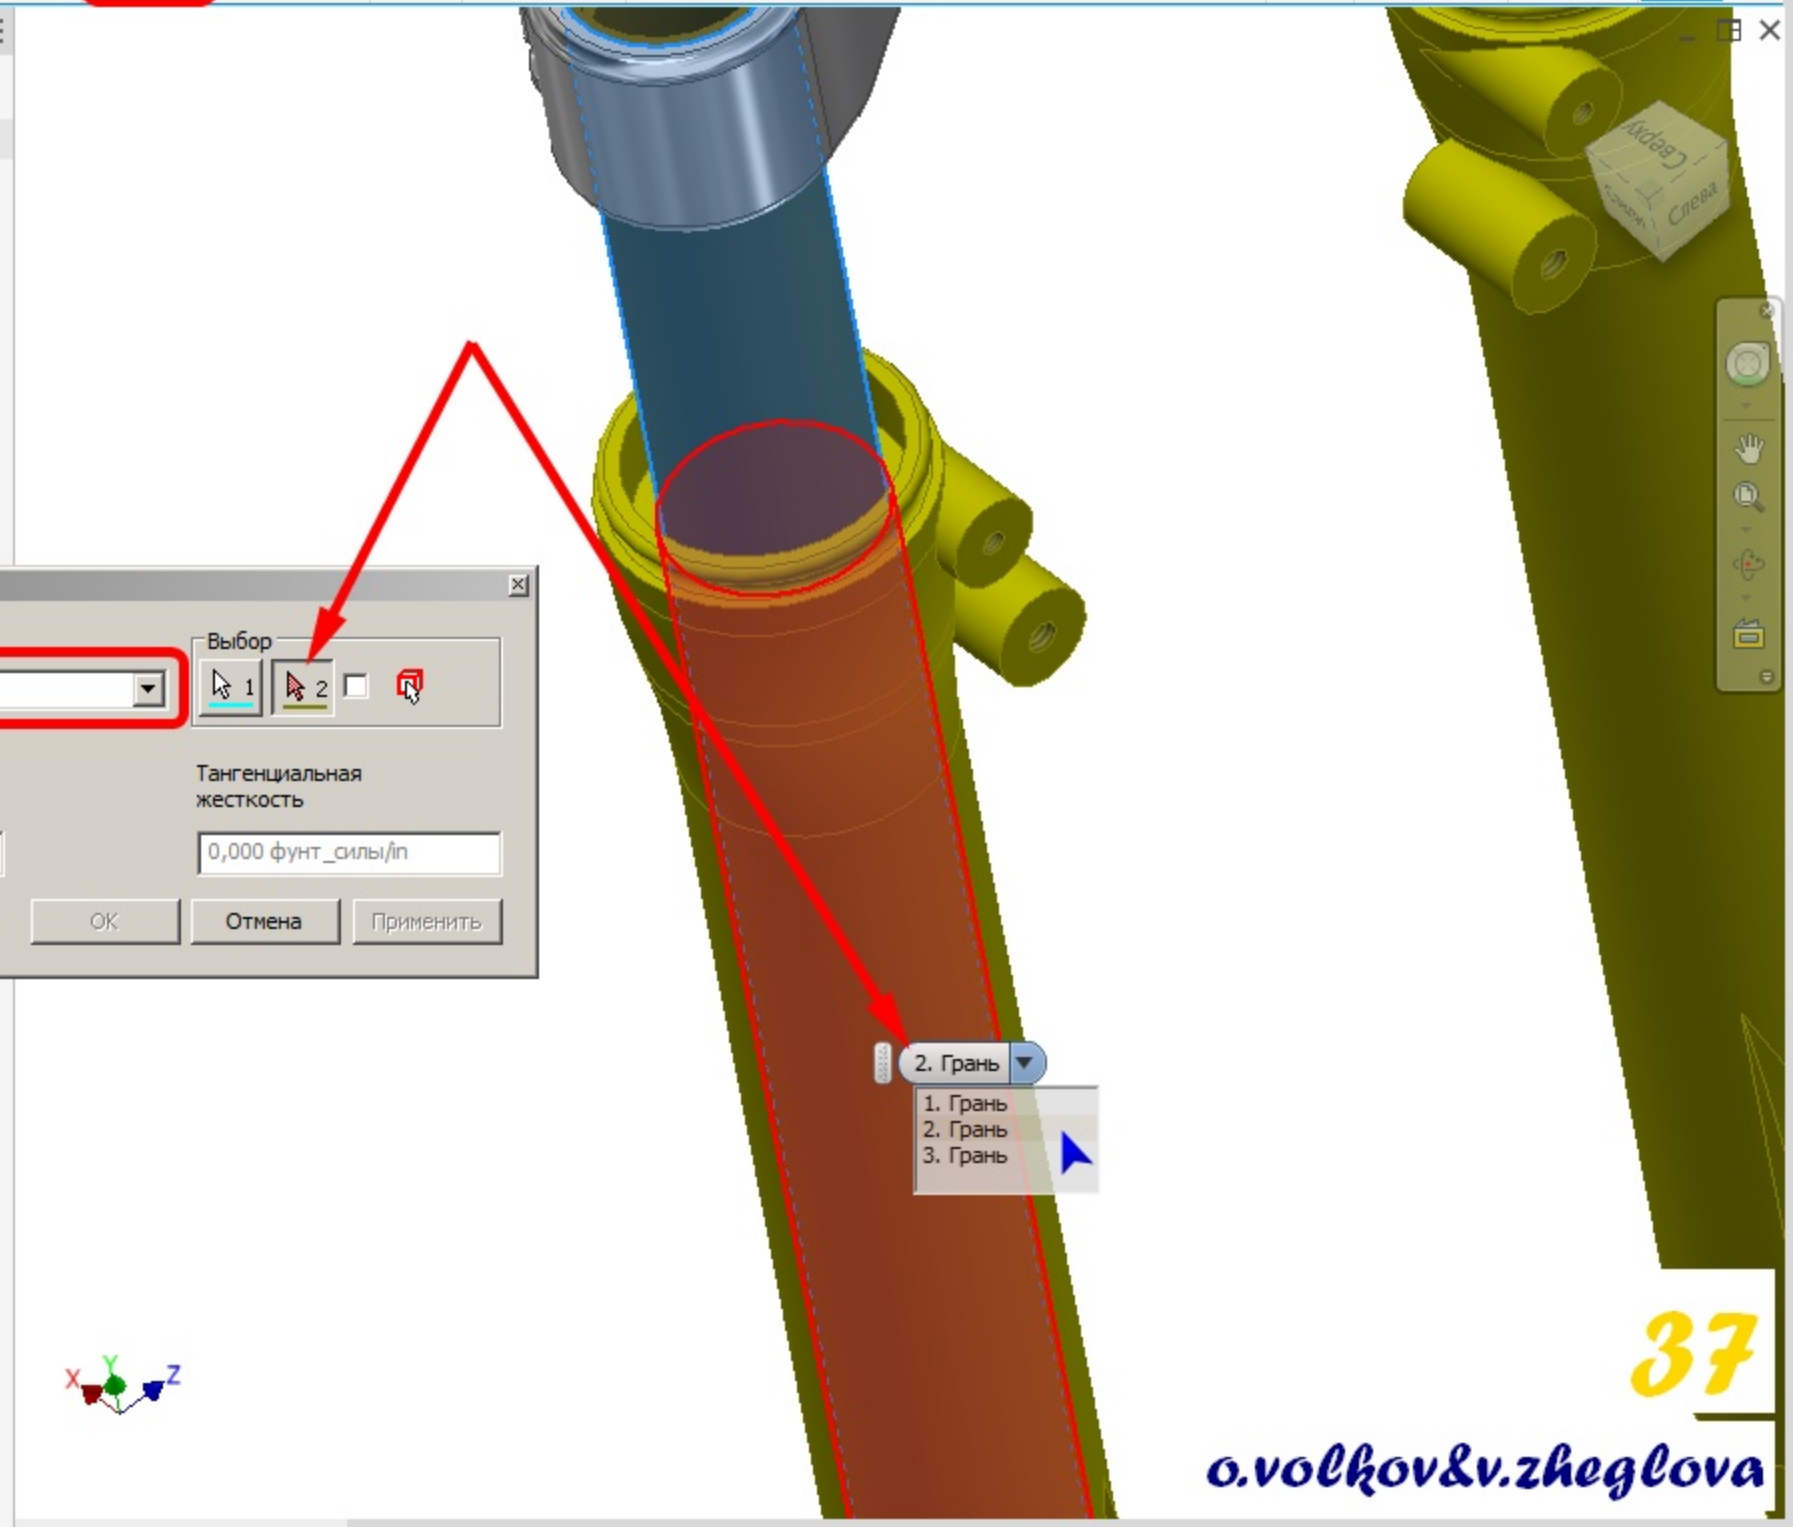 Сверху
Слева
Выбор
1
2
Тангенциальная
жесткость
0,000 фунт_силы/in
ОК
Отмена
Применить
2. Грань
1. Грань
2. Грань
3. Грань
X
Y
Z
37
o.volkov&v.zheglova